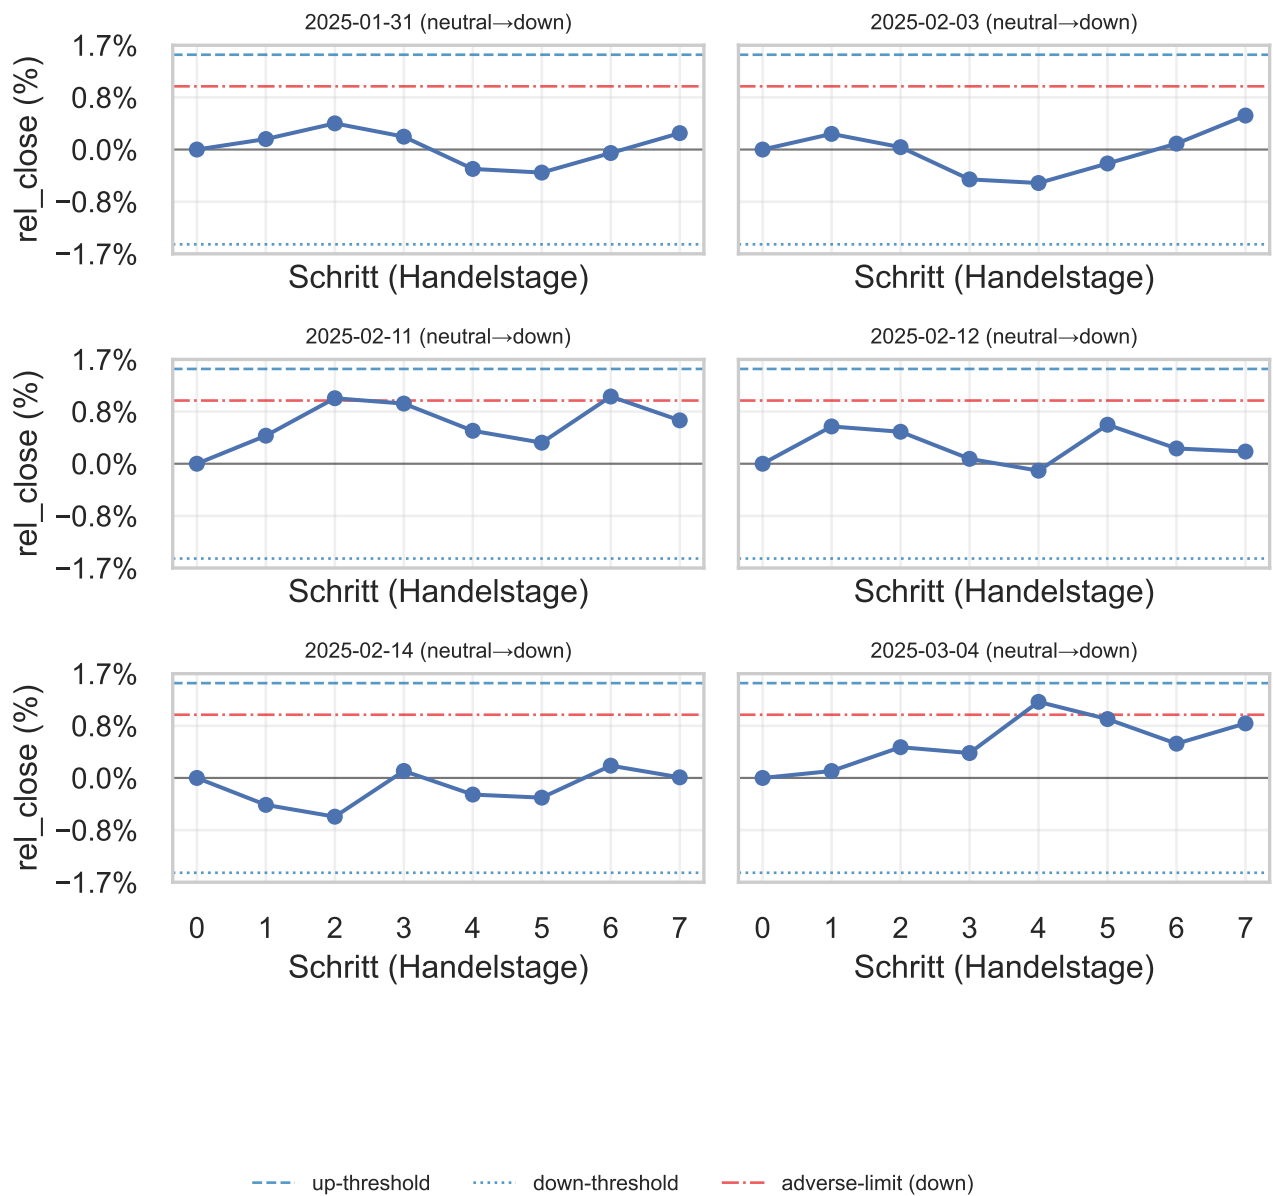 2025-01-31 (neutral→down)
2025-02-03 (neutral→down)
rel_close (%)
1.7%
0.8%
0.0%
−0.8%
−1.7%
Schritt (Handelstage)
Schritt (Handelstage)
2025-02-11 (neutral→down)
2025-02-12 (neutral→down)
rel_close (%)
1.7%
0.8%
0.0%
−0.8%
−1.7%
Schritt (Handelstage)
Schritt (Handelstage)
2025-02-14 (neutral→down)
2025-03-04 (neutral→down)
rel_close (%)
1.7%
0.8%
0.0%
−0.8%
−1.7%
0 1 2 3 4 5 6 7
0 1 2 3 4 5 6 7
Schritt (Handelstage)
Schritt (Handelstage)
up-threshold
down-threshold
adverse-limit (down)